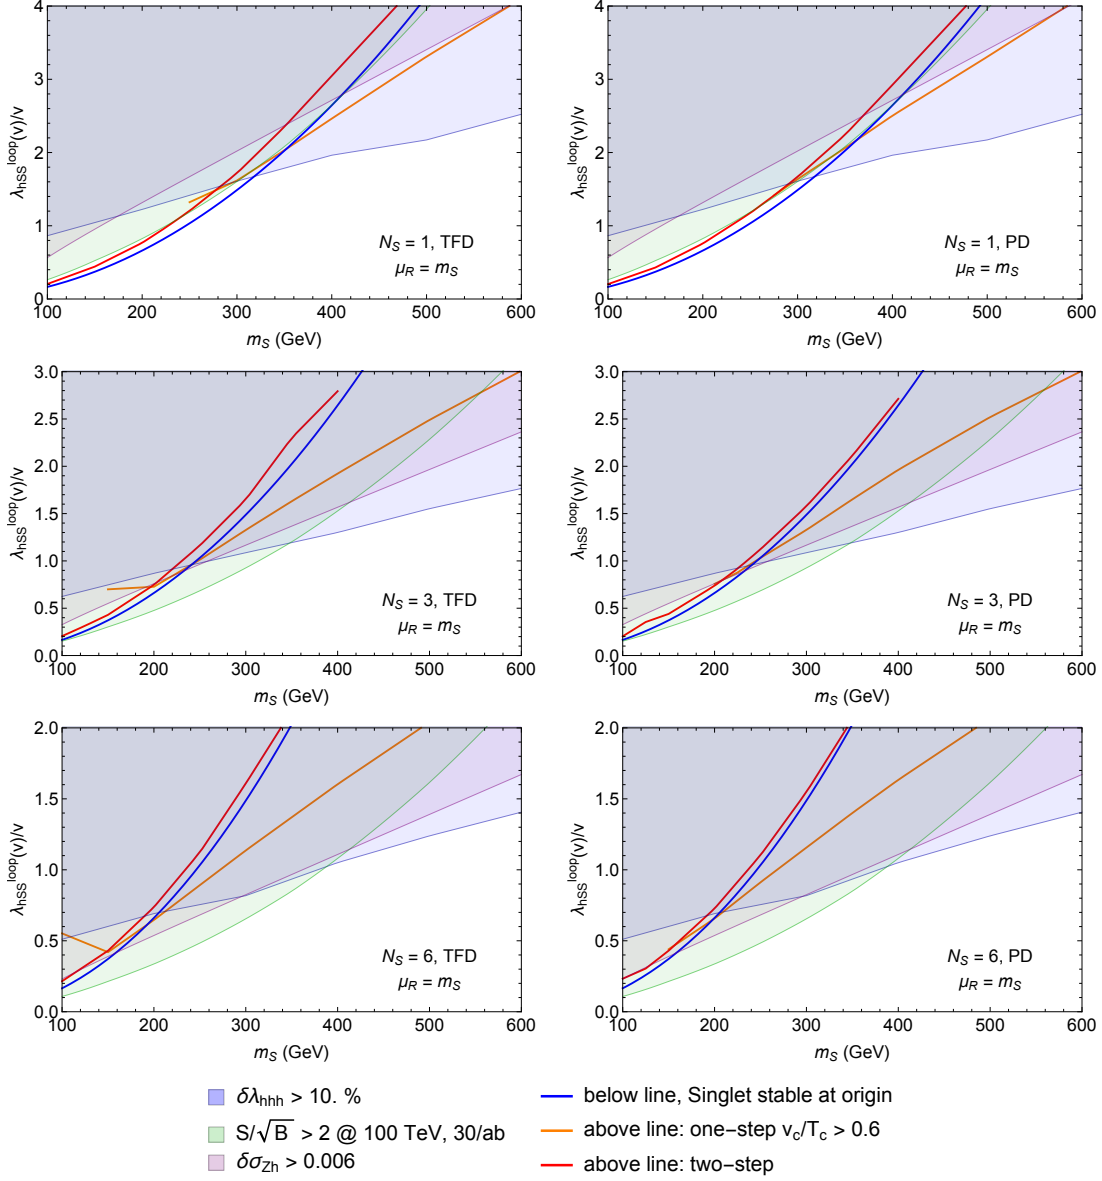 4
3
2
1
0
100 200 300 400 500 600
λhSS^loop(v)/v
mS (GeV)
NS = 1, TFD
μR = mS
4
3
2
1
0
100 200 300 400 500 600
λhSS^loop(v)/v
mS (GeV)
NS = 1, PD
μR = mS
3.0
2.5
2.0
1.5
1.0
0.5
0.0
100 200 300 400 500 600
λhSS^loop(v)/v
mS (GeV)
NS = 3, TFD
μR = mS
3.0
2.5
2.0
1.5
1.0
0.5
0.0
100 200 300 400 500 600
λhSS^loop(v)/v
mS (GeV)
NS = 3, PD
μR = mS
2.0
1.5
1.0
0.5
0.0
100 200 300 400 500 600
λhSS^loop(v)/v
mS (GeV)
NS = 6, TFD
μR = mS
2.0
1.5
1.0
0.5
0.0
100 200 300 400 500 600
λhSS^loop(v)/v
mS (GeV)
NS = 6, PD
μR = mS
δλhhh > 10. %
S/√B > 2 @ 100 TeV, 30/ab
δσZh > 0.006
below line, Singlet stable at origin
above line: one-step vc/Tc > 0.6
above line: two-step